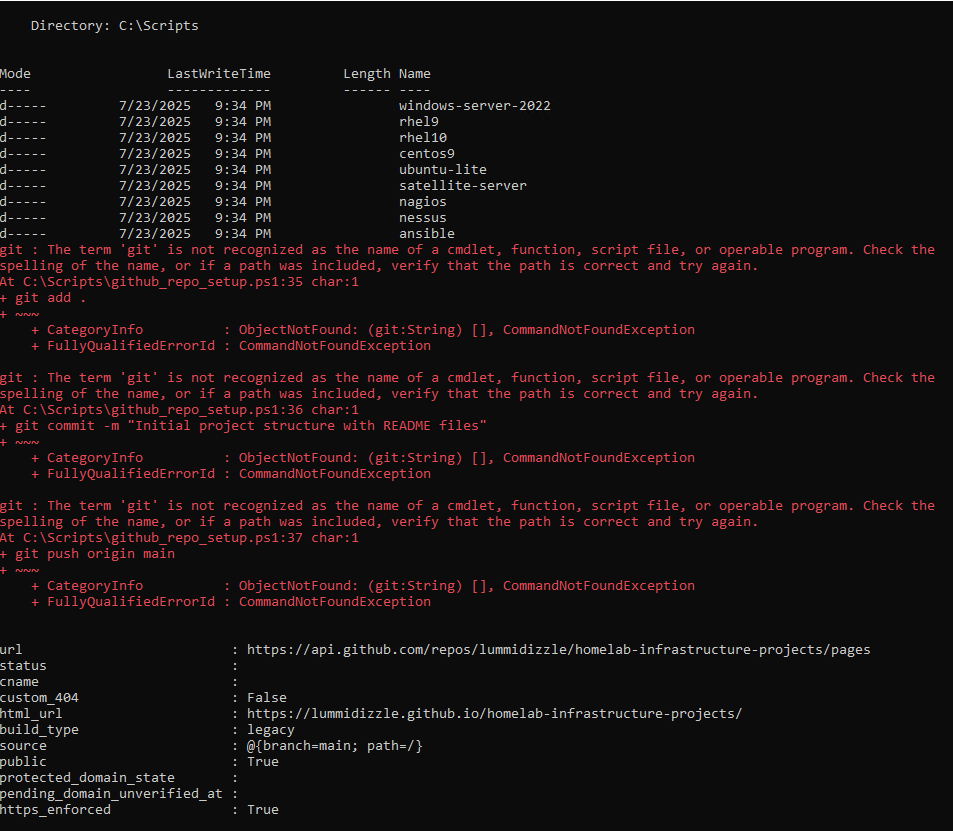 Directory: C:\Scripts
Mode LastWriteTime Length Name
---- ------------- ------ ----
d----- 7/23/2025 9:34 PM windows-server-2022
d----- 7/23/2025 9:34 PM rhel9
d----- 7/23/2025 9:34 PM rhel10
d----- 7/23/2025 9:34 PM centos9
d----- 7/23/2025 9:34 PM ubuntu-lite
d----- 7/23/2025 9:34 PM satellite-server
d----- 7/23/2025 9:34 PM nagios
d----- 7/23/2025 9:34 PM nessus
d----- 7/23/2025 9:34 PM ansible
git : The term 'git' is not recognized as the name of a cmdlet, function, script file, or operable program. Check the
spelling of the name, or if a path was included, verify that the path is correct and try again.
At C:\Scripts\github_repo_setup.ps1:35 char:1
+ git add .
+ ~~~
+ CategoryInfo : ObjectNotFound: (git:String) [], CommandNotFoundException
+ FullyQualifiedErrorId : CommandNotFoundException
git : The term 'git' is not recognized as the name of a cmdlet, function, script file, or operable program. Check the
spelling of the name, or if a path was included, verify that the path is correct and try again.
At C:\Scripts\github_repo_setup.ps1:36 char:1
+ git commit -m "Initial project structure with README files"
+ ~~~
+ CategoryInfo : ObjectNotFound: (git:String) [], CommandNotFoundException
+ FullyQualifiedErrorId : CommandNotFoundException
git : The term 'git' is not recognized as the name of a cmdlet, function, script file, or operable program. Check the
spelling of the name, or if a path was included, verify that the path is correct and try again.
At C:\Scripts\github_repo_setup.ps1:37 char:1
+ git push origin main
+ ~~~
+ CategoryInfo : ObjectNotFound: (git:String) [], CommandNotFoundException
+ FullyQualifiedErrorId : CommandNotFoundException
url : https://api.github.com/repos/lummidizzle/homelab-infrastructure-projects/pages
status :
cname :
custom_404 : False
html_url : https://lummidizzle.github.io/homelab-infrastructure-projects/
build_type : legacy
source : @{branch=main; path=/}
public : True
protected_domain_state :
pending_domain_unverified_at :
https_enforced : True